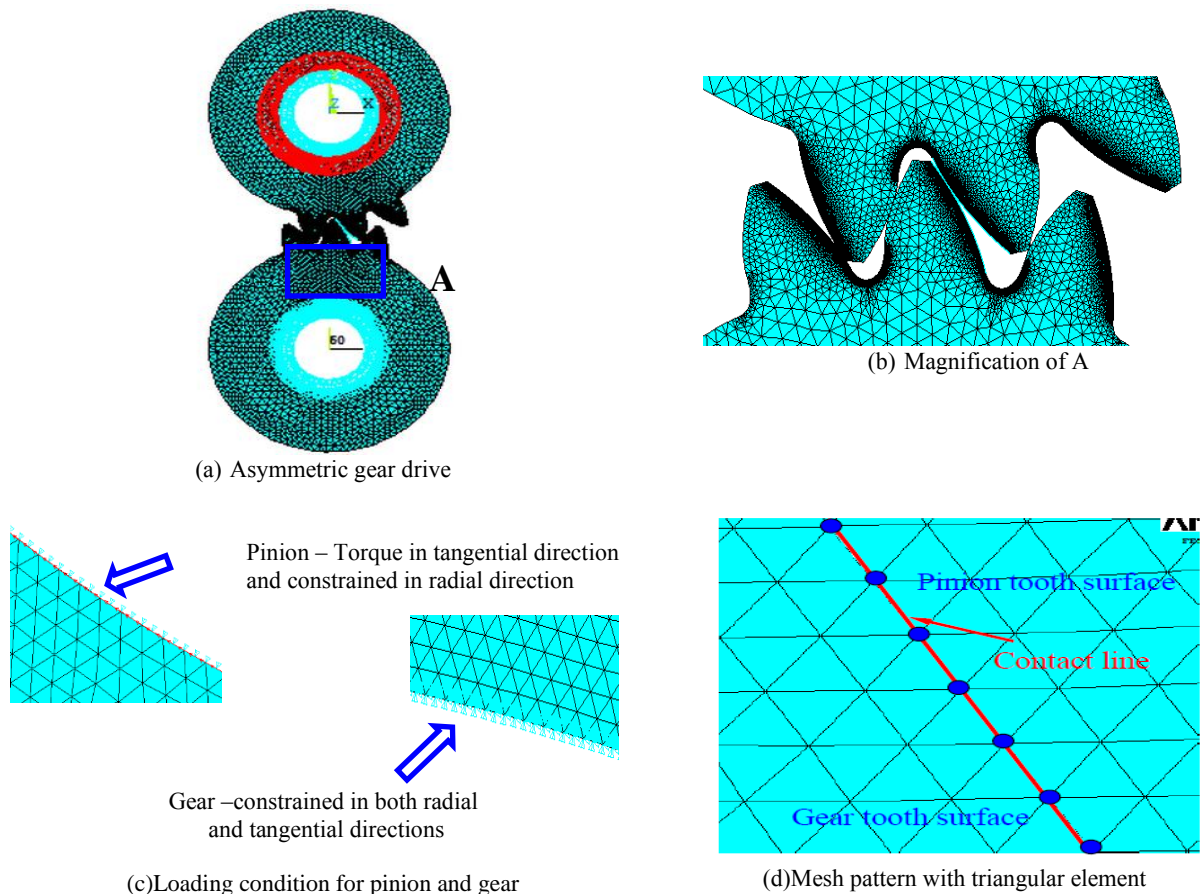 Z X
60
A
(a) Asymmetric gear drive
(b) Magnification of A
Pinion – Torque in tangential direction
and constrained in radial direction
Gear –constrained in both radial
and tangential directions
(c)Loading condition for pinion and gear
Pinion tooth surface
Contact line
Gear tooth surface
(d)Mesh pattern with triangular element